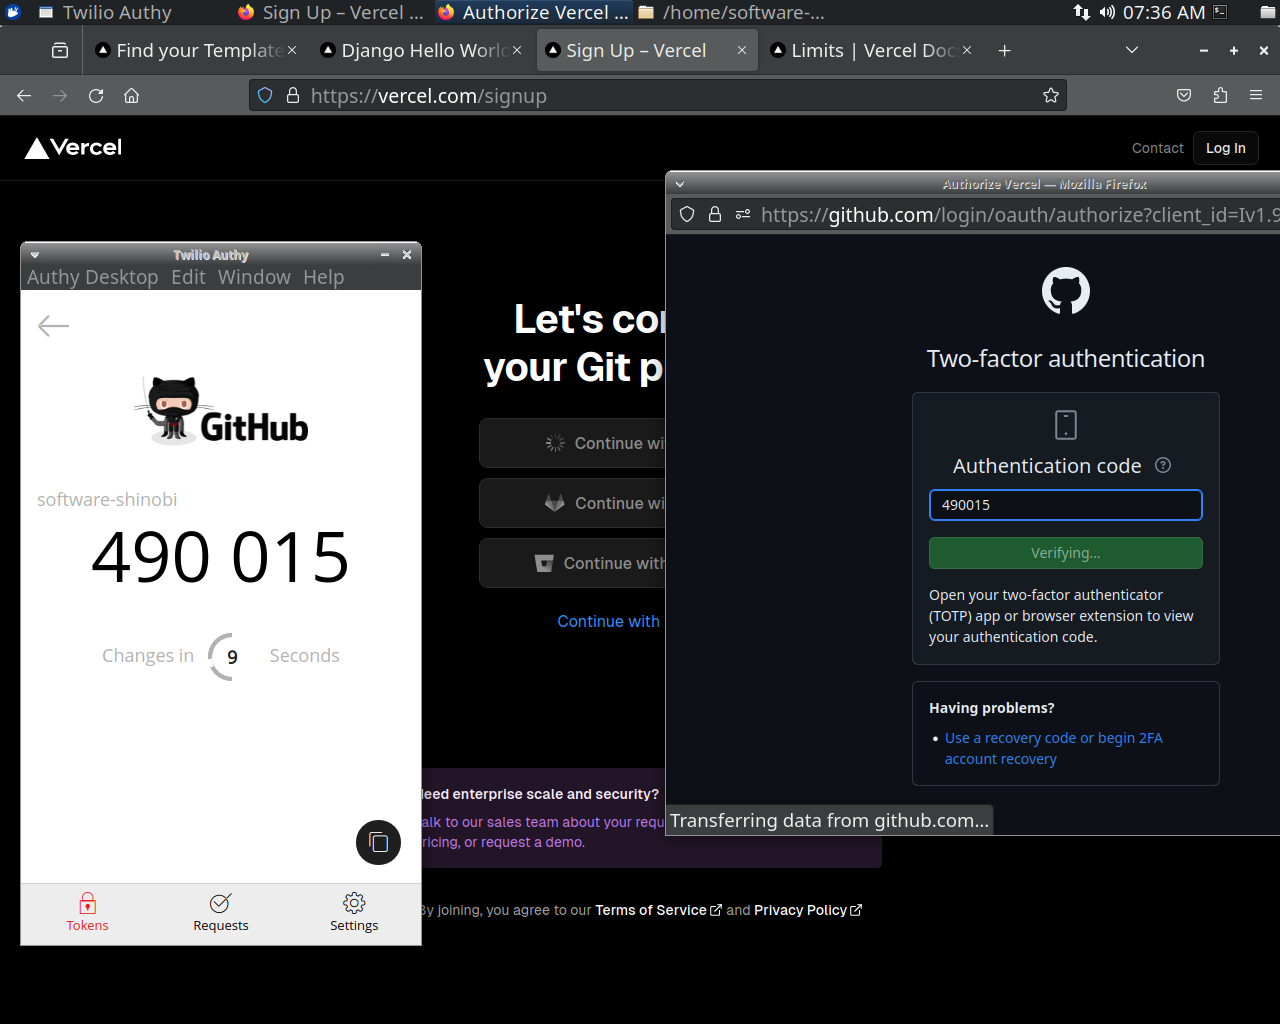 Twilio Authy
Sign Up – Vercel ...
Authorize Vercel ...
/home/software-...
07:36 AM
Find your Template
Django Hello World
Sign Up – Vercel
Limits | Vercel Doc
https://vercel.com/signup
Vercel
Contact
Log In
Authorize Vercel — Mozilla Firefox
https://github.com/login/oauth/authorize?client_id=Iv1.9
Twilio Authy
Authy Desktop Edit Window Help
GitHub
software-shinobi
490 015
Changes in 9 Seconds
Tokens
Requests
Settings
Let's con
your Git p
Continue wi
Continue wi
Continue with
Continue with
Two-factor authentication
Authentication code
490015
Verifying...
Open your two-factor authenticator
(TOTP) app or browser extension to view
your authentication code.
Having problems?
Use a recovery code or begin 2FA
account recovery
Transferring data from github.com...
eed enterprise scale and security?
alk to our sales team about your requ
ricing, or request a demo.
By joining, you agree to our Terms of Service and Privacy Policy